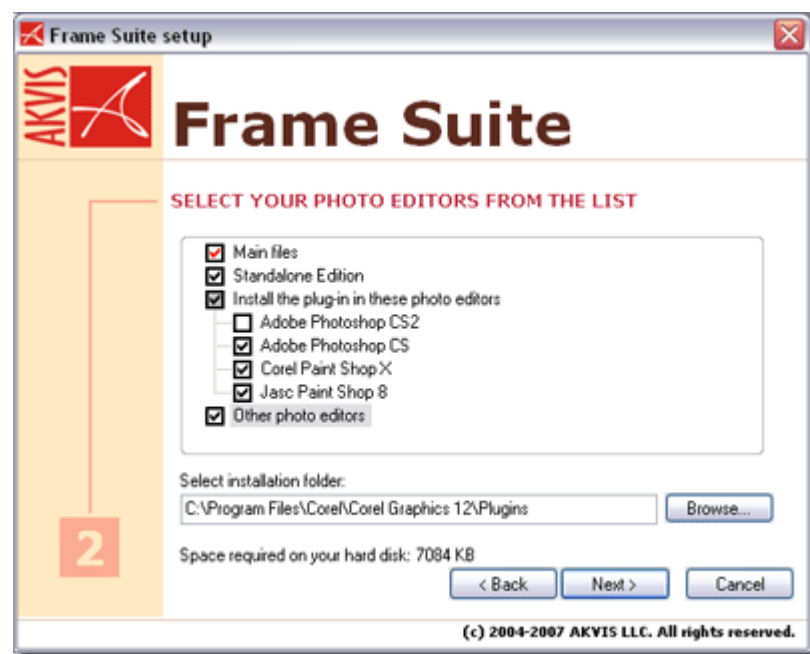 Frame Suite setup
AKVIS
Frame Suite
SELECT YOUR PHOTO EDITORS FROM THE LIST
Main files
Standalone Edition
Install the plug-in in these photo editors
Adobe Photoshop CS2
Adobe Photoshop CS
Corel Paint Shop X
Jasc Paint Shop 8
Other photo editors
Select installation folder:
C:\Program Files\Corel\Corel Graphics 12\Plugins
Browse...
2
Space required on your hard disk: 7084 KB
< Back
Next >
Cancel
(c) 2004-2007 AKVIS LLC. All rights reserved.